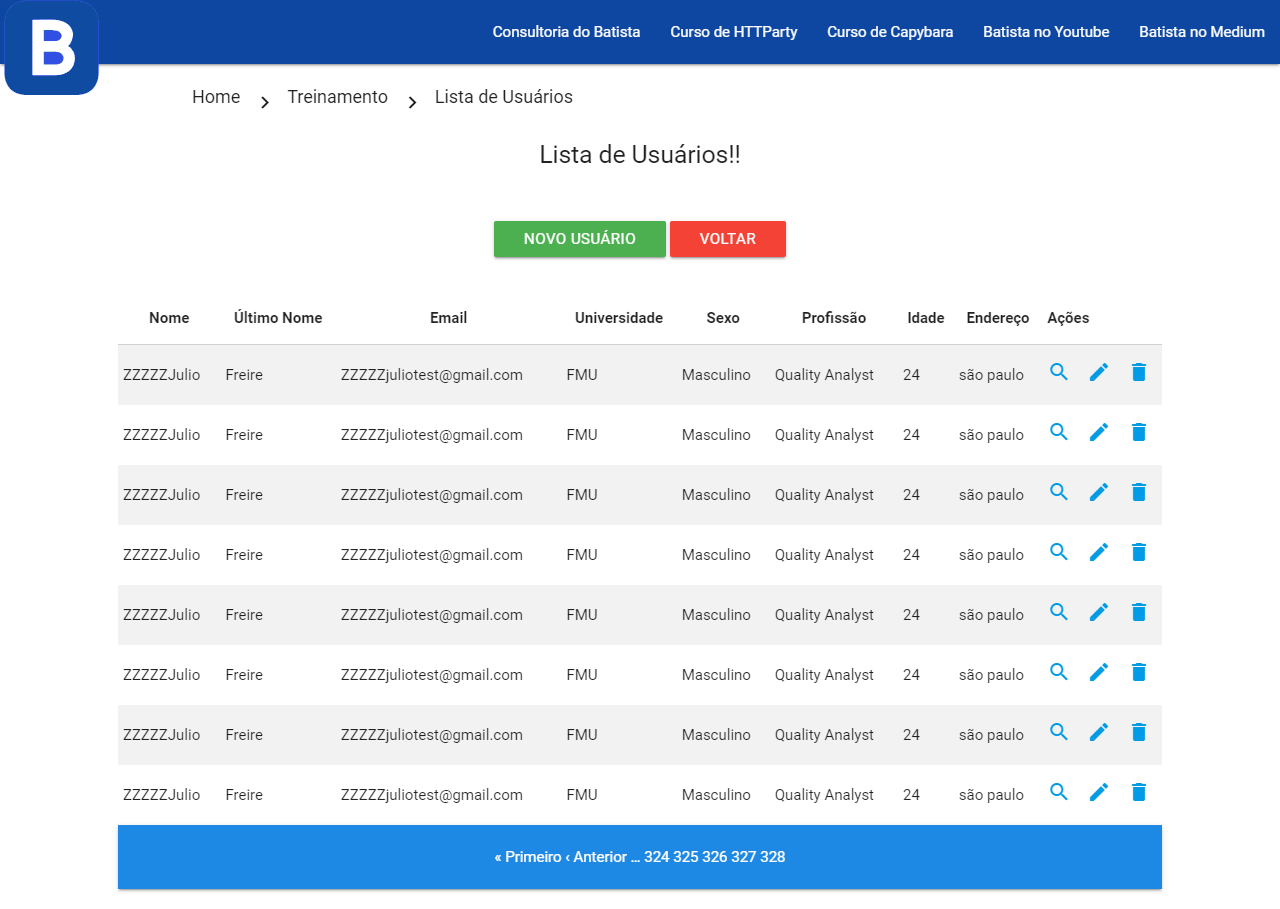 B
Consultoria do Batista Curso de HTTParty Curso de Capybara Batista no Youtube Batista no Medium
Home Treinamento Lista de Usuários
Lista de Usuários!!
NOVO USUÁRIO VOLTAR
Nome Último Nome Email Universidade Sexo Profissão Idade Endereço Ações
ZZZZZJulio Freire ZZZZZjuliotest@gmail.com FMU Masculino Quality Analyst 24 são paulo
ZZZZZJulio Freire ZZZZZjuliotest@gmail.com FMU Masculino Quality Analyst 24 são paulo
ZZZZZJulio Freire ZZZZZjuliotest@gmail.com FMU Masculino Quality Analyst 24 são paulo
ZZZZZJulio Freire ZZZZZjuliotest@gmail.com FMU Masculino Quality Analyst 24 são paulo
ZZZZZJulio Freire ZZZZZjuliotest@gmail.com FMU Masculino Quality Analyst 24 são paulo
ZZZZZJulio Freire ZZZZZjuliotest@gmail.com FMU Masculino Quality Analyst 24 são paulo
ZZZZZJulio Freire ZZZZZjuliotest@gmail.com FMU Masculino Quality Analyst 24 são paulo
ZZZZZJulio Freire ZZZZZjuliotest@gmail.com FMU Masculino Quality Analyst 24 são paulo
« Primeiro ‹ Anterior ... 324 325 326 327 328